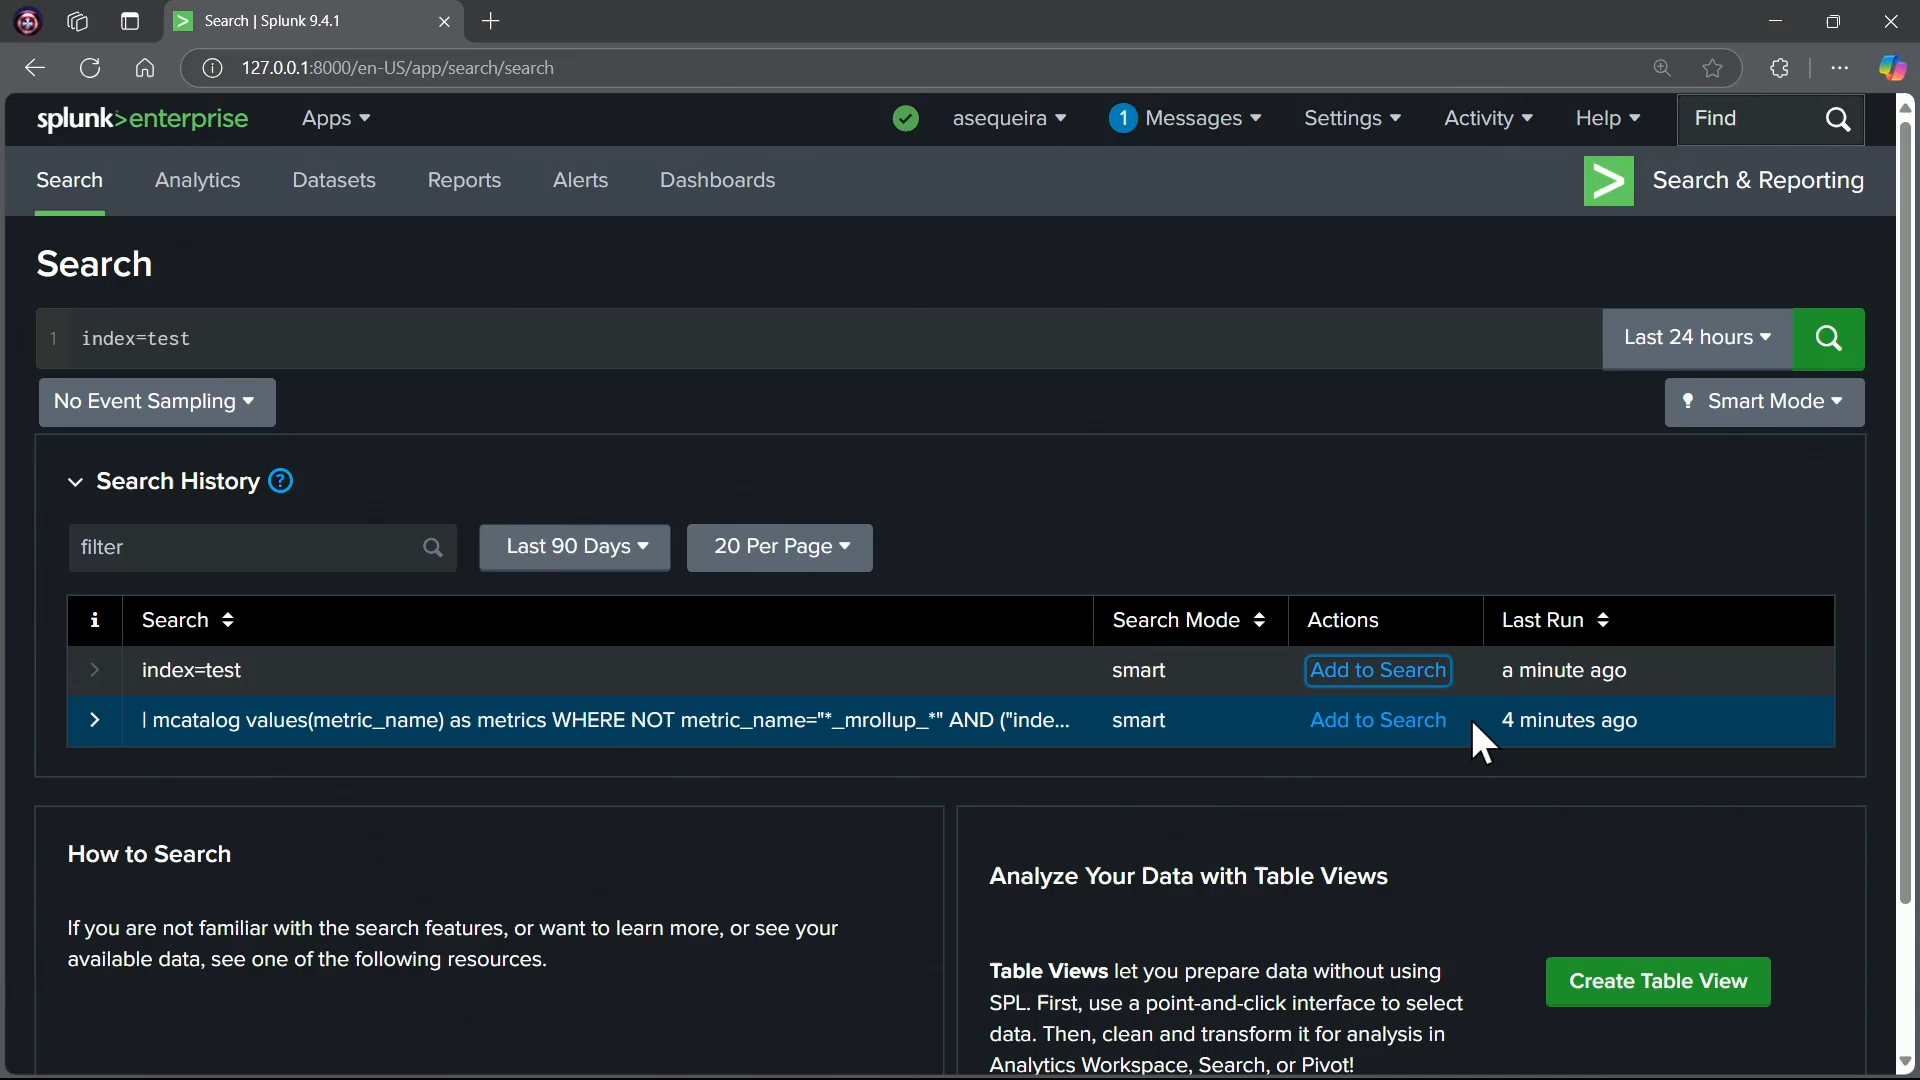 Search | Splunk 9.4.1
127.0.0.1:8000/en-US/app/search/search
splunk>enterprise Apps asequeira 1 Messages Settings Activity Help Find
Search Analytics Datasets Reports Alerts Dashboards > Search & Reporting
Search
1 index=test Last 24 hours
No Event Sampling Smart Mode
Search History ?
filter Last 90 Days 20 Per Page
i Search Search Mode Actions Last Run
index=test smart Add to Search a minute ago
| mcatalog values(metric_name) as metrics WHERE NOT metric_name="*_mrollup_*" AND ("inde... smart Add to Search 4 minutes ago
How to Search
If you are not familiar with the search features, or want to learn more, or see your
available data, see one of the following resources.
Analyze Your Data with Table Views
Table Views let you prepare data without using
SPL. First, use a point-and-click interface to select
data. Then, clean and transform it for analysis in
Analytics Workspace, Search, or Pivot!
Create Table View